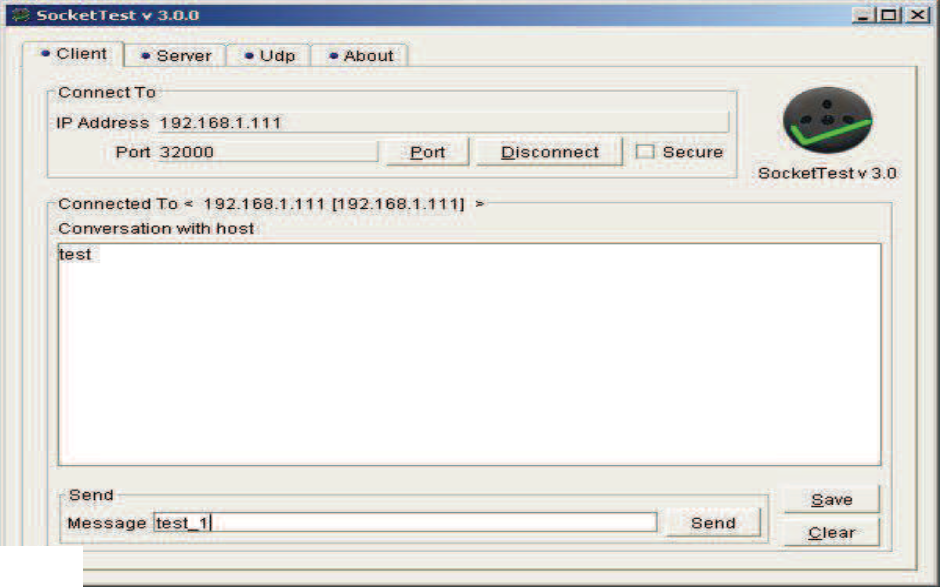 SocketTest v 3.0.0
Client Server Udp About
Connect To
IP Address 192.168.1.111
Port 32000 Port Disconnect Secure
SocketTest v 3.0
Connected To < 192.168.1.111 [192.168.1.111] >
Conversation with host
test
Send
Message test_1 Send
Save
Clear